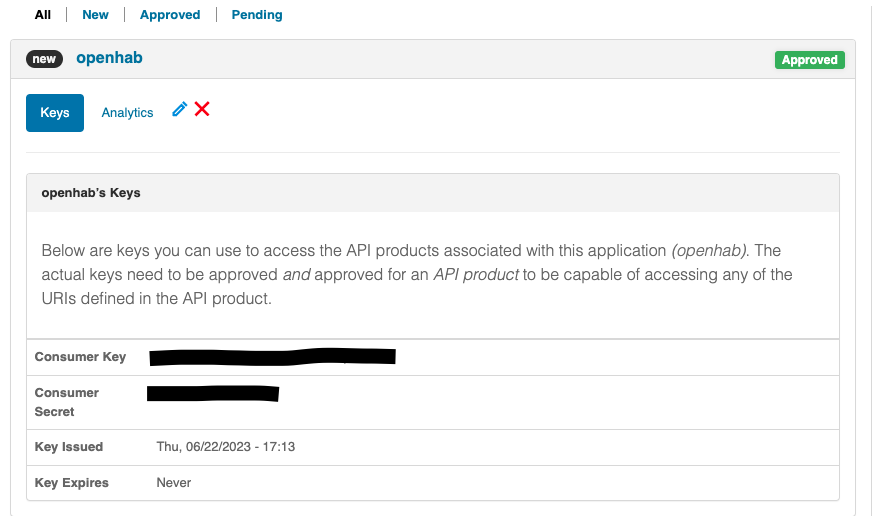 All | New | Approved | Pending
new openhab Approved
Keys Analytics
openhab's Keys
Below are keys you can use to access the API products associated with this application (openhab). The
actual keys need to be approved and approved for an API product to be capable of accessing any of the
URIs defined in the API product.
Consumer Key
Consumer
Secret
Key Issued Thu, 06/22/2023 - 17:13
Key Expires Never